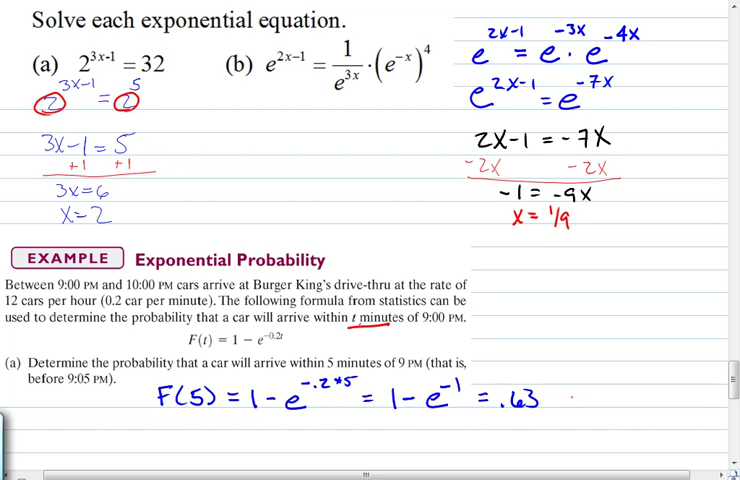 Solve each exponential equation.
(a) 2^{3x-1} = 32
(b) e^{2x-1} = \frac{1}{e^{3x}} \cdot (e^{-x})^4
2^{3x-1} = 2^5
3x-1 = 5
+1 +1
3x = 6
x = 2
e^{2x-1} = e^{-3x} \cdot e^{-4x}
e^{2x-1} = e^{-7x}
2x-1 = -7x
-2x -2x
-1 = -9x
x = 1/9
EXAMPLE Exponential Probability
Between 9:00 PM and 10:00 PM cars arrive at Burger King's drive-thru at the rate of
12 cars per hour (0.2 car per minute). The following formula from statistics can be
used to determine the probability that a car will arrive within t minutes of 9:00 PM.
F(t) = 1 − e^{−0.2t}
(a) Determine the probability that a car will arrive within 5 minutes of 9 PM (that is,
before 9:05 PM).
F(5) = 1 - e^{-.2*5} = 1 - e^{-1} = .63